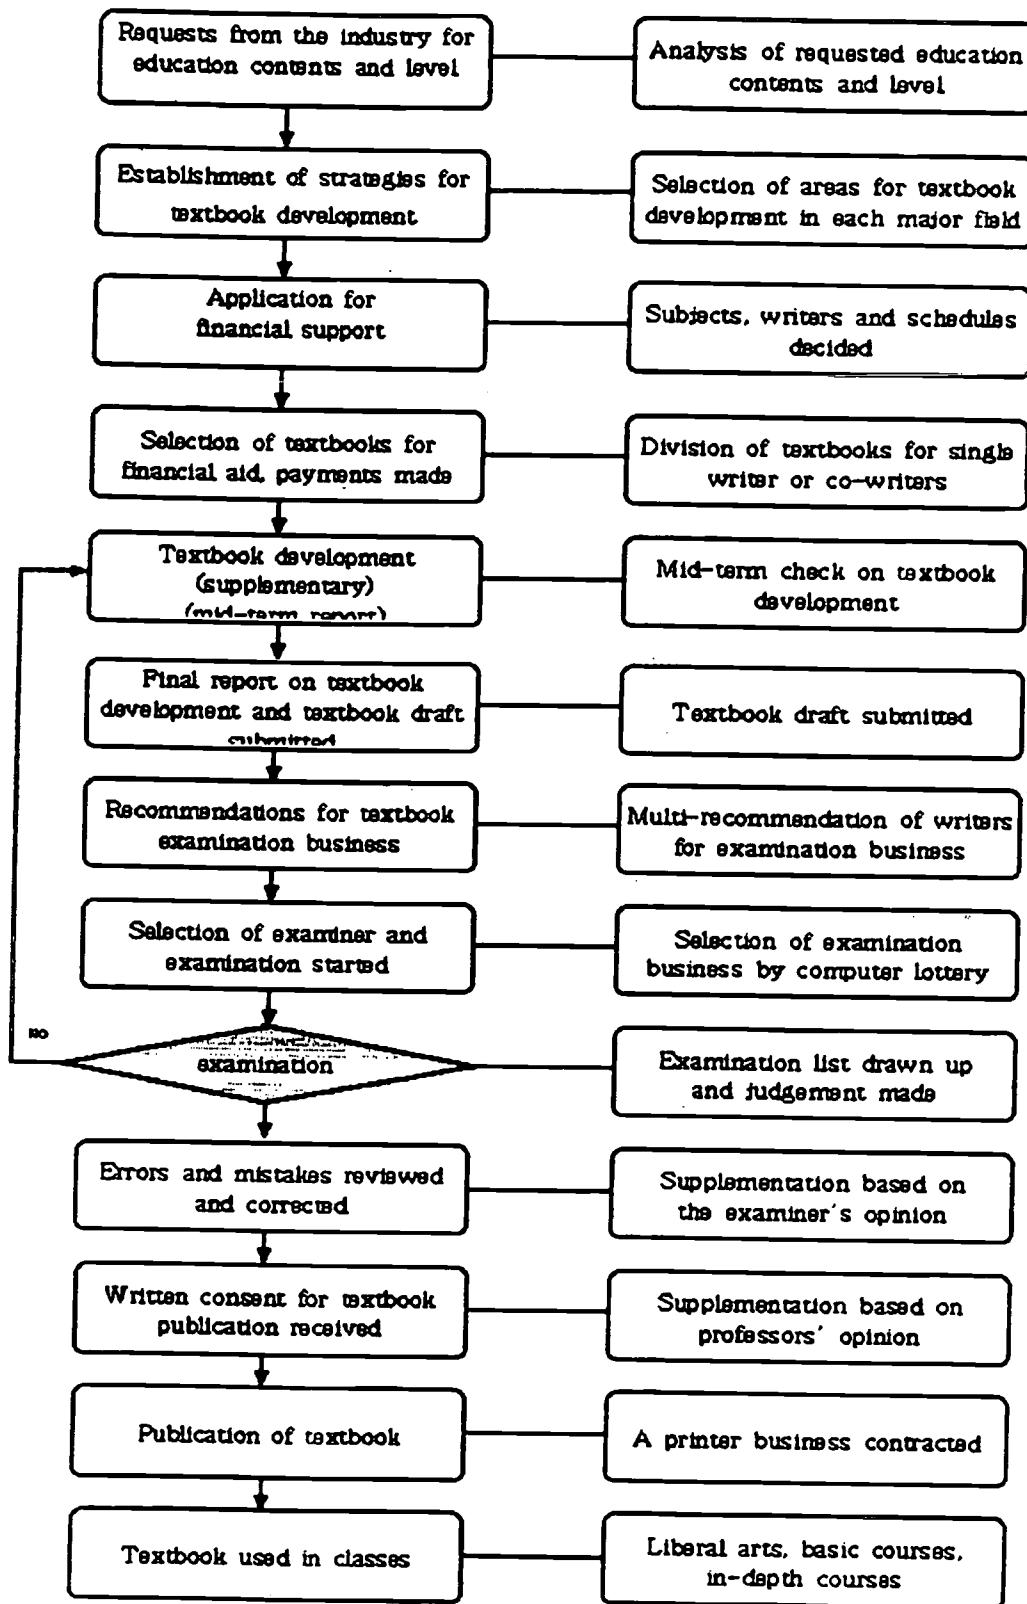 Requests from the industry for
education contents and level
Analysis of requested education
contents and level
Establishment of strategies for
textbook development
Selection of areas for textbook
development in each major field
Application for
financial support
Subjects, writers and schedules
decided
Selection of textbooks for
financial aid, payments made
Division of textbooks for single
writer or co-writers
Textbook development
(supplementary)
(mid-term report)
Mid-term check on textbook
development
Final report on textbook
development and textbook draft
submitted
Textbook draft submitted
Recommendations for textbook
examination business
Multi-recommendation of writers
for examination business
Selection of examiner and
examination started
Selection of examination
business by computer lottery
no
examination
Examination list drawn up
and judgement made
Errors and mistakes reviewed
and corrected
Supplementation based on
the examiner's opinion
Written consent for textbook
publication received
Supplementation based on
professors' opinion
Publication of textbook
A printer business contracted
Textbook used in classes
Liberal arts, basic courses,
in-depth courses